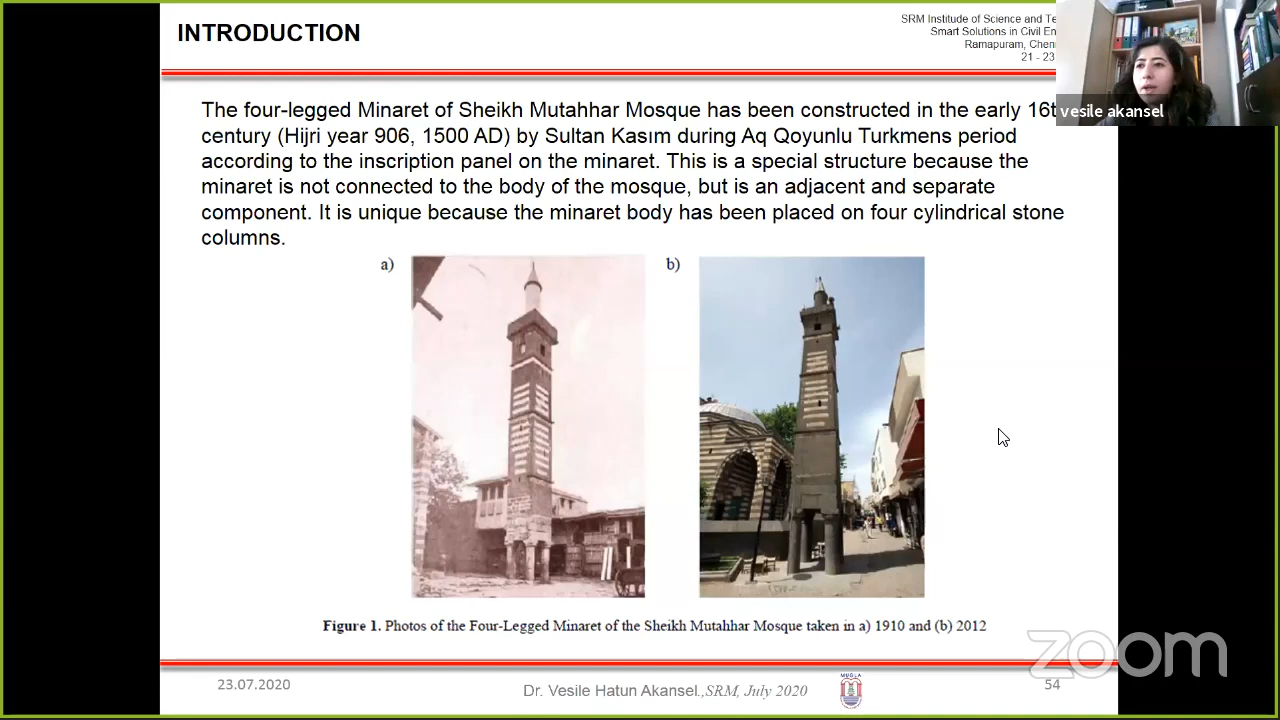 INTRODUCTION
SRM Institude of Science and Te
Smart Solutions in Civil En
Ramapuram, Chenn
21 - 23
vesile akansel
The four-legged Minaret of Sheikh Mutahhar Mosque has been constructed in the early 16t
century (Hijri year 906, 1500 AD) by Sultan Kasım during Aq Qoyunlu Turkmens period
according to the inscription panel on the minaret. This is a special structure because the
minaret is not connected to the body of the mosque, but is an adjacent and separate
component. It is unique because the minaret body has been placed on four cylindrical stone
columns.
a)
b)
Figure 1. Photos of the Four-Legged Minaret of the Sheikh Mutahhar Mosque taken in a) 1910 and (b) 2012
zoom
23.07.2020
Dr. Vesile Hatun Akansel.,SRM, July 2020
MUĞLA
54